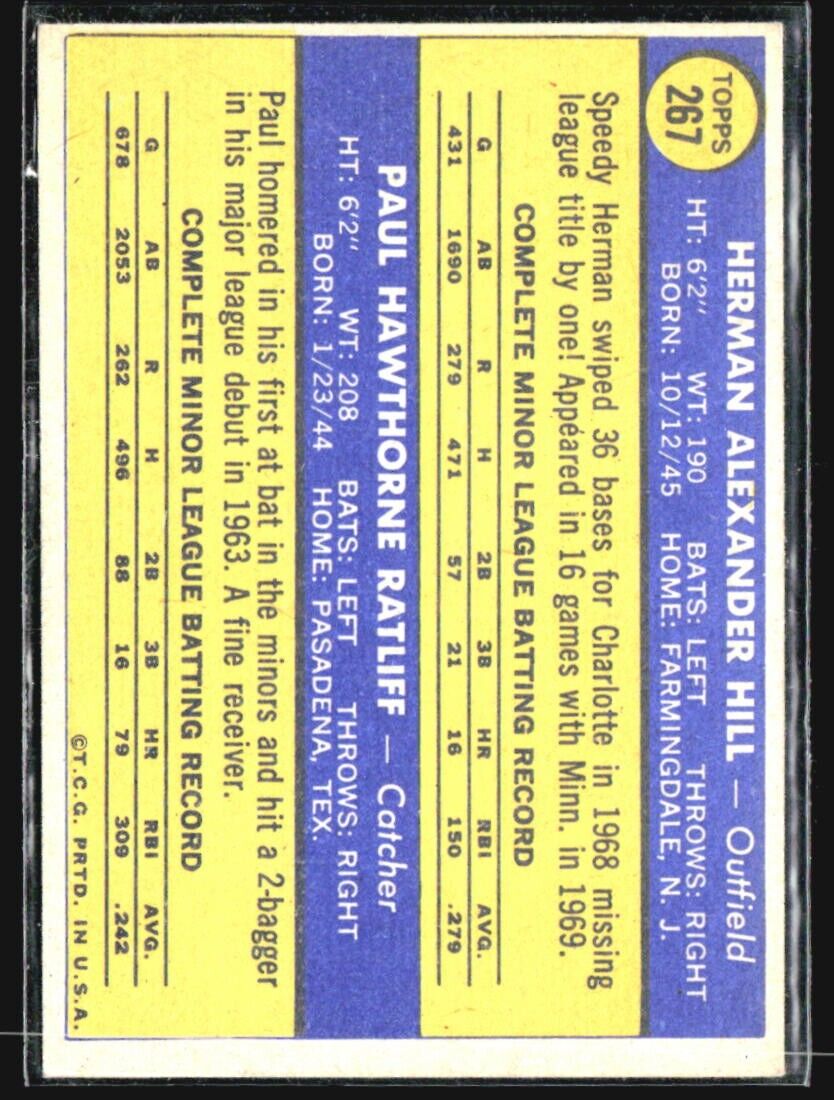 TOPPS
267
HERMAN ALEXANDER HILL — Outfield
HT: 6'2" WT: 190 BATS: LEFT THROWS: RIGHT
BORN: 10/12/45 HOME: FARMINGDALE, N. J.
Speedy Herman swiped 36 bases for Charlotte in 1968 missing
league title by one! Appeared in 16 games with Minn. in 1969.
COMPLETE MINOR LEAGUE BATTING RECORD
G AB R H 2B 3B HR RBI AVG.
431 1690 279 471 57 21 16 150 .279
PAUL HAWTHORNE RATLIFF — Catcher
HT: 6'2" WT: 208 BATS: LEFT THROWS: RIGHT
BORN: 1/23/44 HOME: PASADENA, TEX.
Paul homered in his first at bat in the minors and hit a 2-bagger
in his major league debut in 1963. A fine receiver.
COMPLETE MINOR LEAGUE BATTING RECORD
G AB R H 2B 3B HR RBI AVG.
678 2053 262 496 88 16 79 309 .242
©T.C.G. PRTD. IN U.S.A.